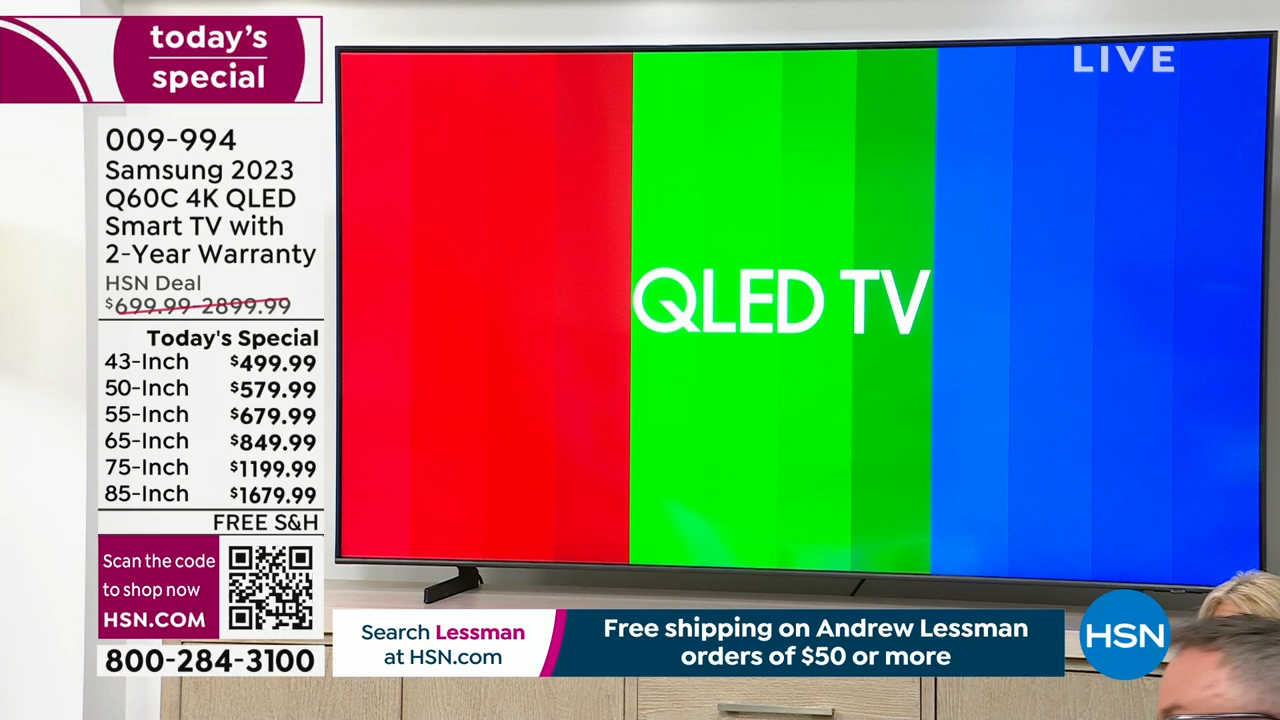 today's
special
009-994
Samsung 2023
Q60C 4K QLED
Smart TV with
2-Year Warranty
HSN Deal
$699.99-2899.99
Today's Special
43-Inch $499.99
50-Inch $579.99
55-Inch $679.99
65-Inch $849.99
75-Inch $1199.99
85-Inch $1679.99
FREE S&H
Scan the code
to shop now
HSN.COM
800-284-3100
LIVE
QLED TV
Search Lessman
at HSN.com
Free shipping on Andrew Lessman
orders of $50 or more
HSN